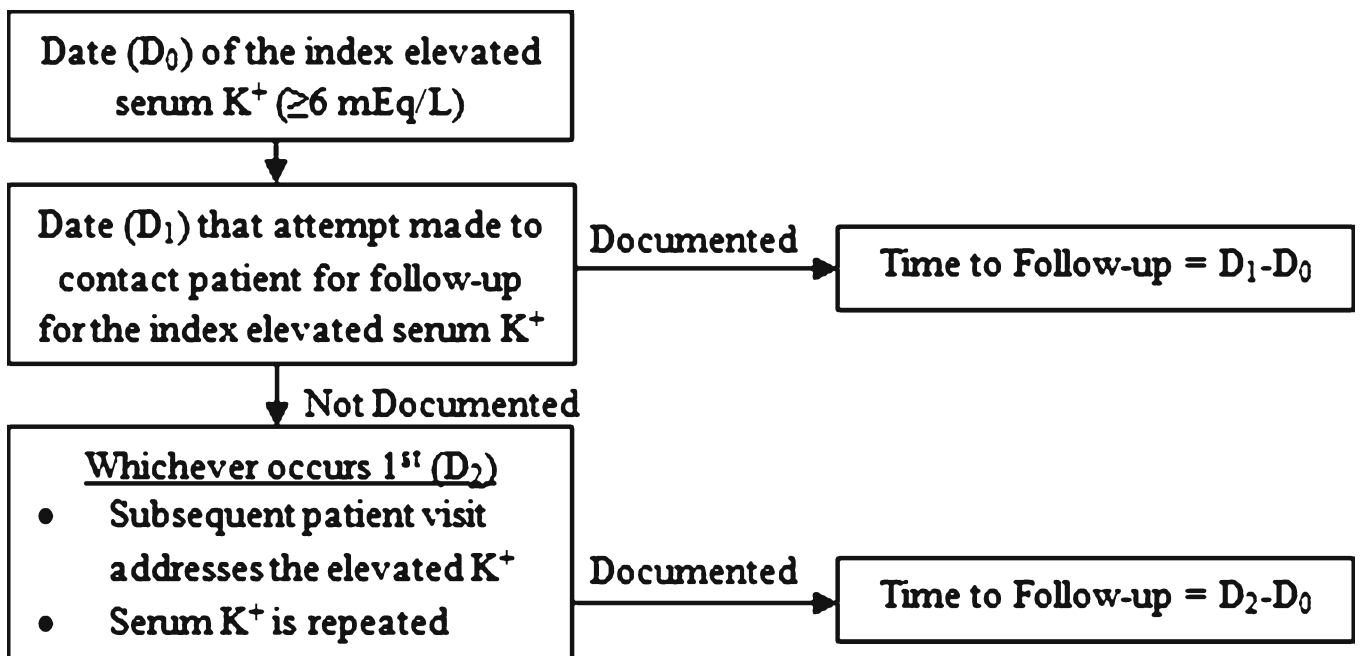 Date (D₀) of the index elevated
serum K⁺ (≥6 mEq/L)
Date (D₁) that attempt made to
contact patient for follow-up
for the index elevated serum K⁺
Documented
Time to Follow-up = D₁-D₀
Not Documented
Whichever occurs 1ˢᵗ (D₂)
• Subsequent patient visit
addresses the elevated K⁺
• Serum K⁺ is repeated
Documented
Time to Follow-up = D₂-D₀